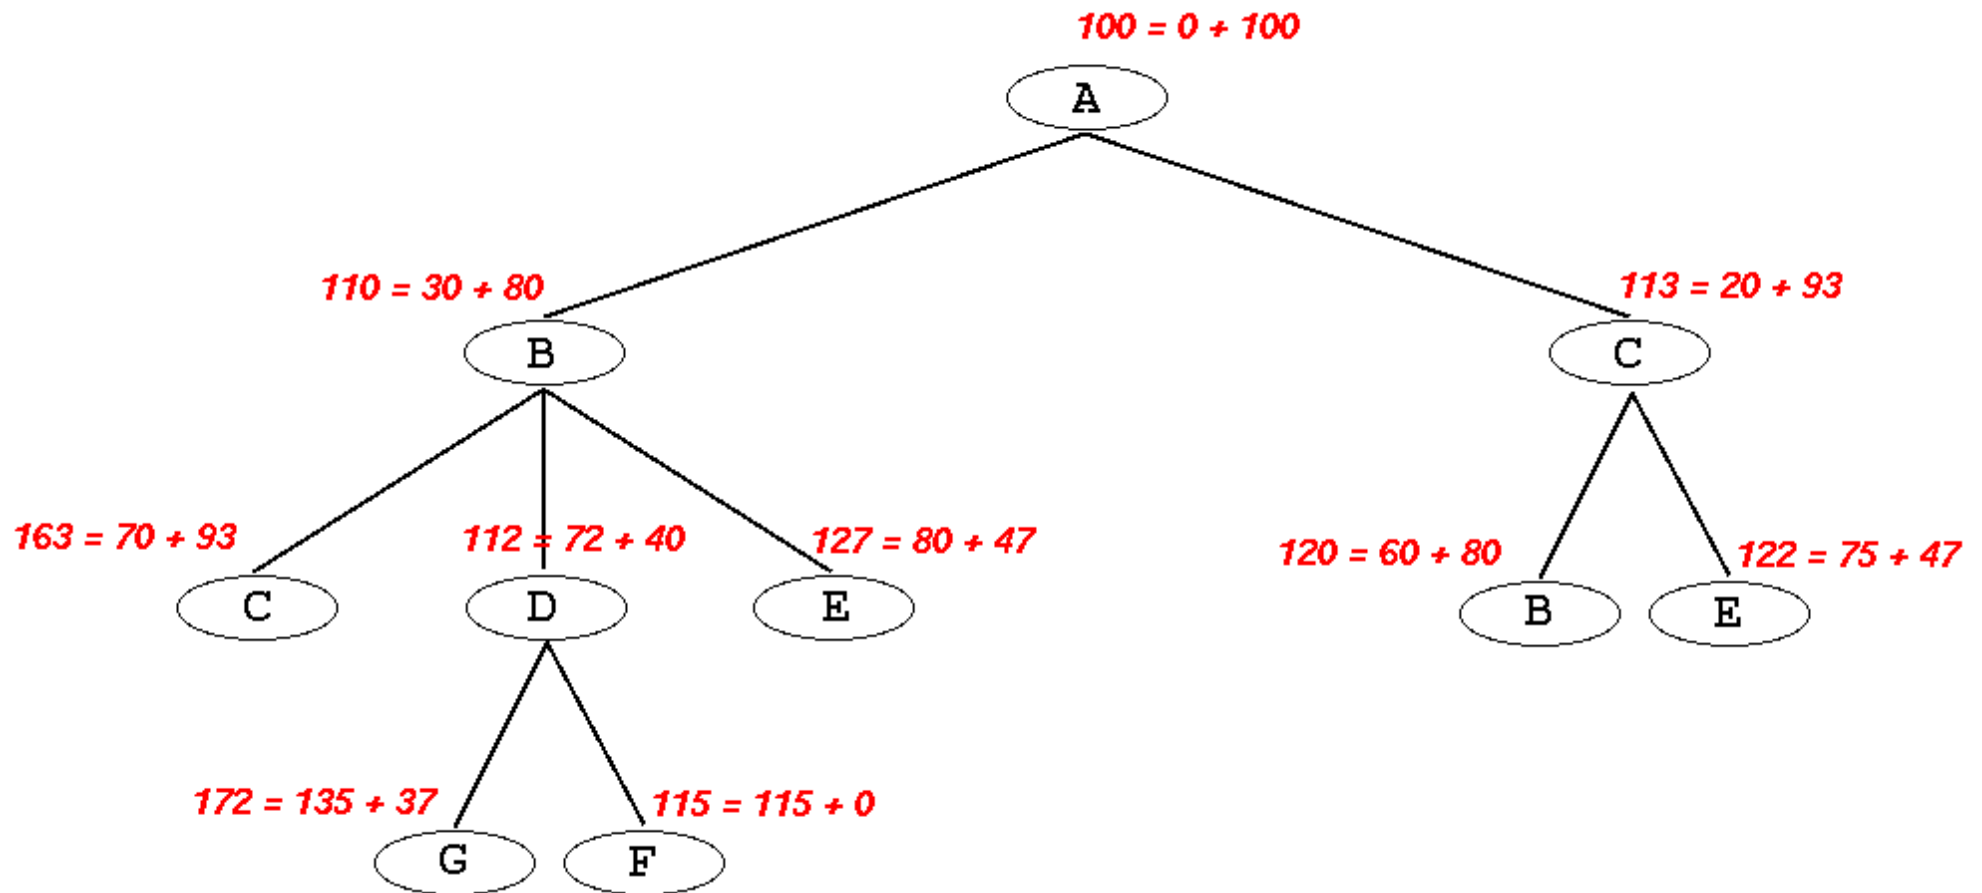 100 = 0 + 100
A
110 = 30 + 80
113 = 20 + 93
B
C
163 = 70 + 93
112 = 72 + 40
127 = 80 + 47
120 = 60 + 80
122 = 75 + 47
C
D
E
B
E
172 = 135 + 37
115 = 115 + 0
G
F